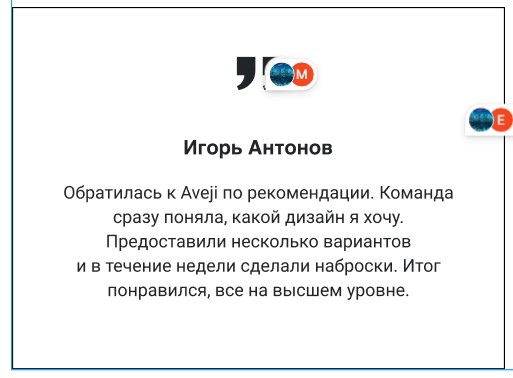 ❜❜
M
E
Игорь Антонов
Обратилась к Aveji по рекомендации. Команда
сразу поняла, какой дизайн я хочу.
Предоставили несколько вариантов
и в течение недели сделали наброски. Итог
понравился, все на высшем уровне.